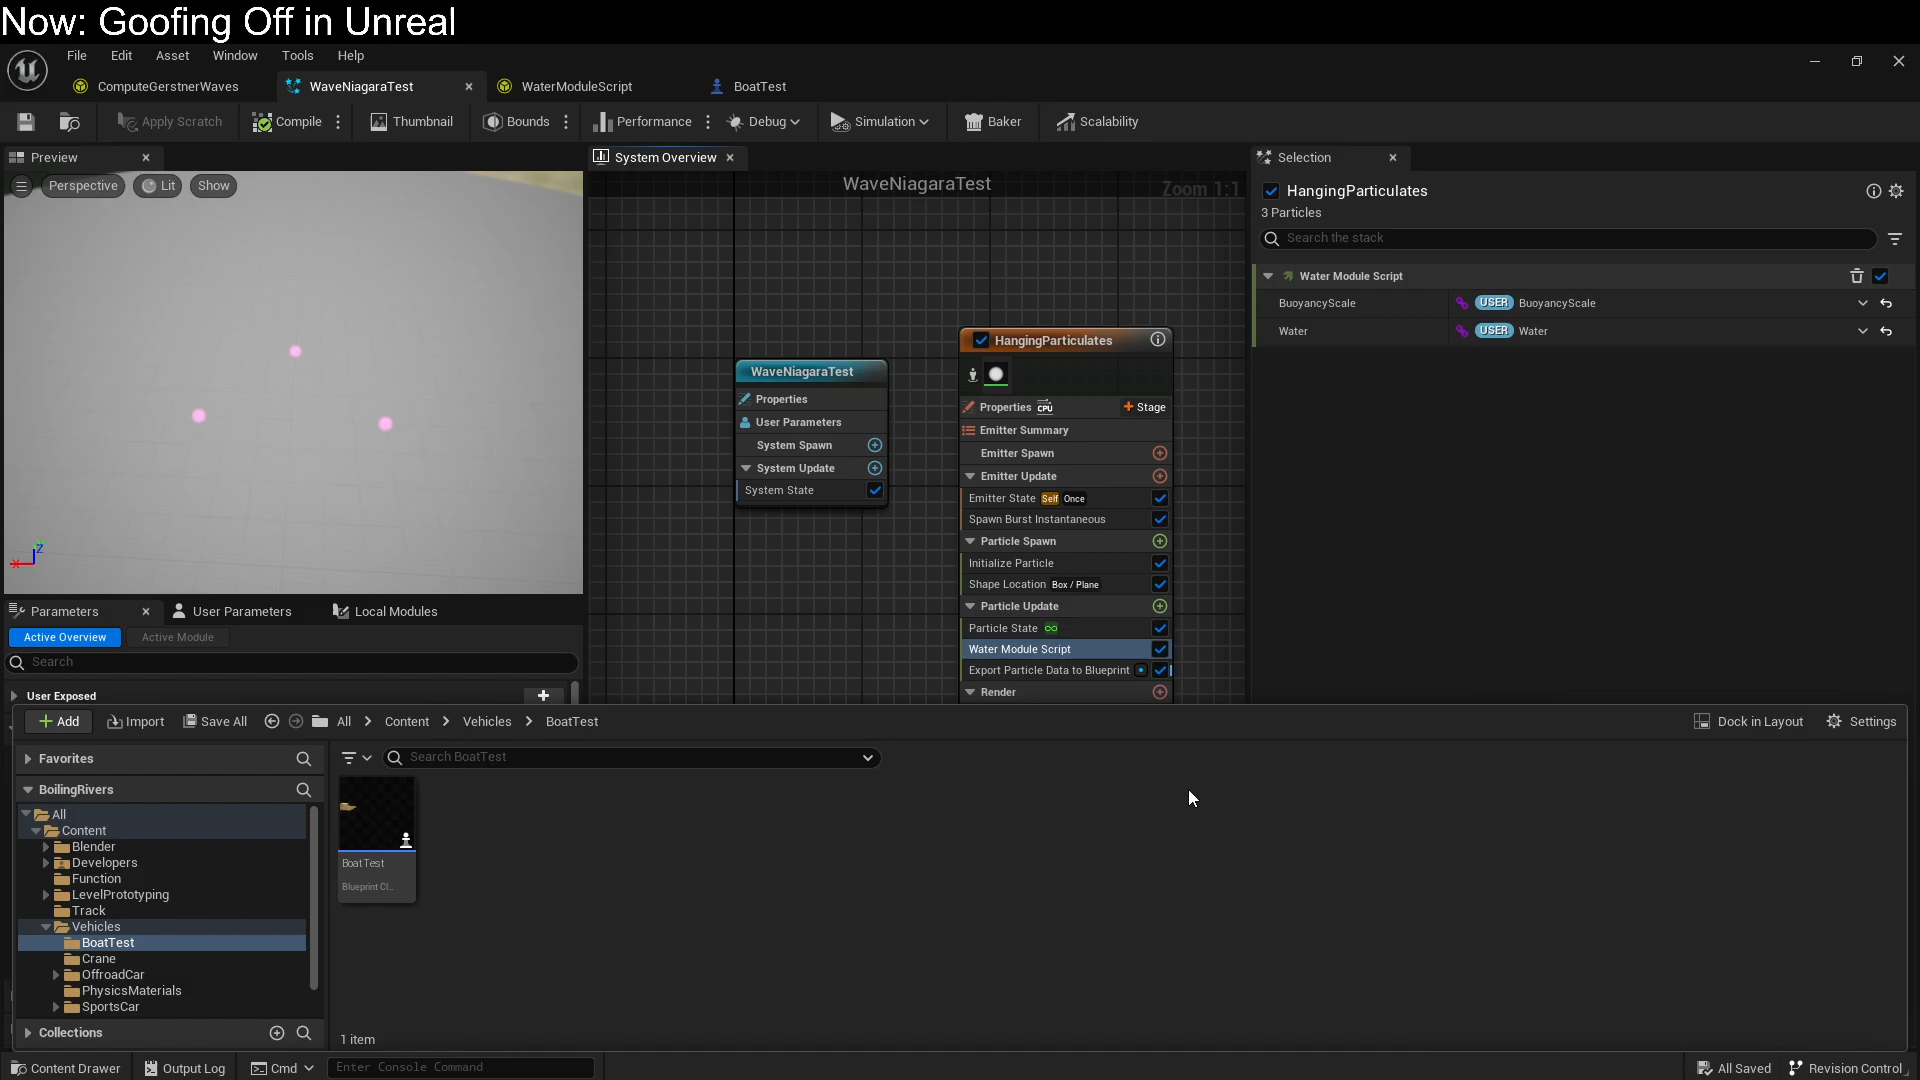 Now: Goofing Off in Unreal
File Edit Asset Window Tools Help
ComputeGerstnerWaves WaveNiagaraTest WaterModuleScript BoatTest
Apply Scratch Compile Thumbnail Bounds Performance Debug Simulation Baker Scalability
Preview
Perspective Lit Show
X Z
Parameters User Parameters Local Modules
Active Overview Active Module
Search
User Exposed
System Overview
WaveNiagaraTest
Zoom 1:1
WaveNiagaraTest
Properties
User Parameters
System Spawn
System Update
System State
HangingParticulates
Properties CPU Stage
Emitter Summary
Emitter Spawn
Emitter Update
Emitter State Self Once
Spawn Burst Instantaneous
Particle Spawn
Initialize Particle
Shape Location Box / Plane
Particle Update
Particle State
Water Module Script
Export Particle Data to Blueprint
Render
Selection
HangingParticulates
3 Particles
Search the stack
Water Module Script
BuoyancyScale USER BuoyancyScale
Water USER Water
Add Import Save All All Content Vehicles BoatTest Dock in Layout Settings
Favorites
BoilingRivers
All
Content
Blender
Developers
Function
LevelPrototyping
Track
Vehicles
BoatTest
Crane
OffroadCar
PhysicsMaterials
SportsCar
Collections
Search BoatTest
BoatTest
Blueprint Cl...
1 item
Content Drawer Output Log Cmd Enter Console Command All Saved Revision Control